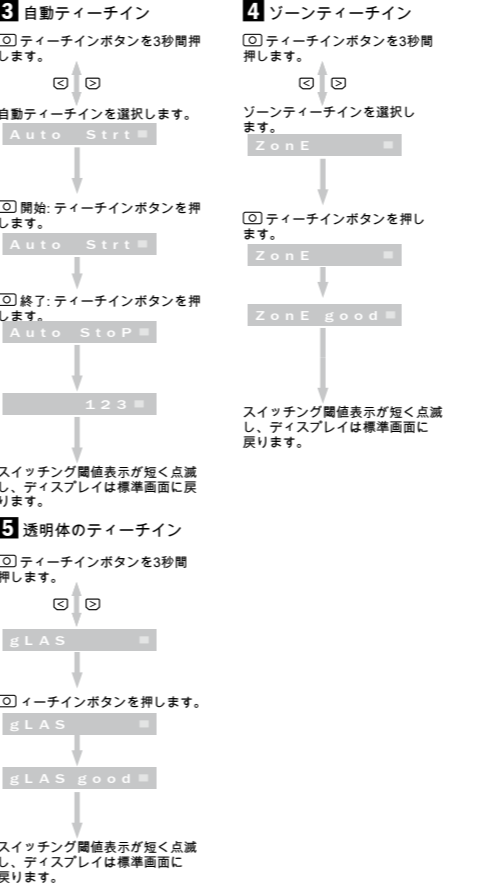 3 自動ティーチイン
ティーチインボタンを3秒間押
します。
自動ティーチインを選択します。
Auto Strt
開始: ティーチインボタンを押
します。
Auto Strt
終了: ティーチインボタンを押
します。
Auto StoP
123
スイッチング閾値表示が短く点滅
し、ディスプレイは標準画面に戻
ります。
4 ゾーンティーチイン
ティーチインボタンを3秒間
押します。
ゾーンティーチインを選択し
ます。
ZonE
ティーチインボタンを押し
ます。
ZonE
ZonE good
スイッチング閾値表示が短く点滅
し、ディスプレイは標準画面に
戻ります。
5 透明体のティーチイン
ティーチインボタンを3秒間
押します。
gLAS
ィーチインボタンを押します。
gLAS
gLAS good
スイッチング閾値表示が短く点滅
し、ディスプレイは標準画面に
戻ります。